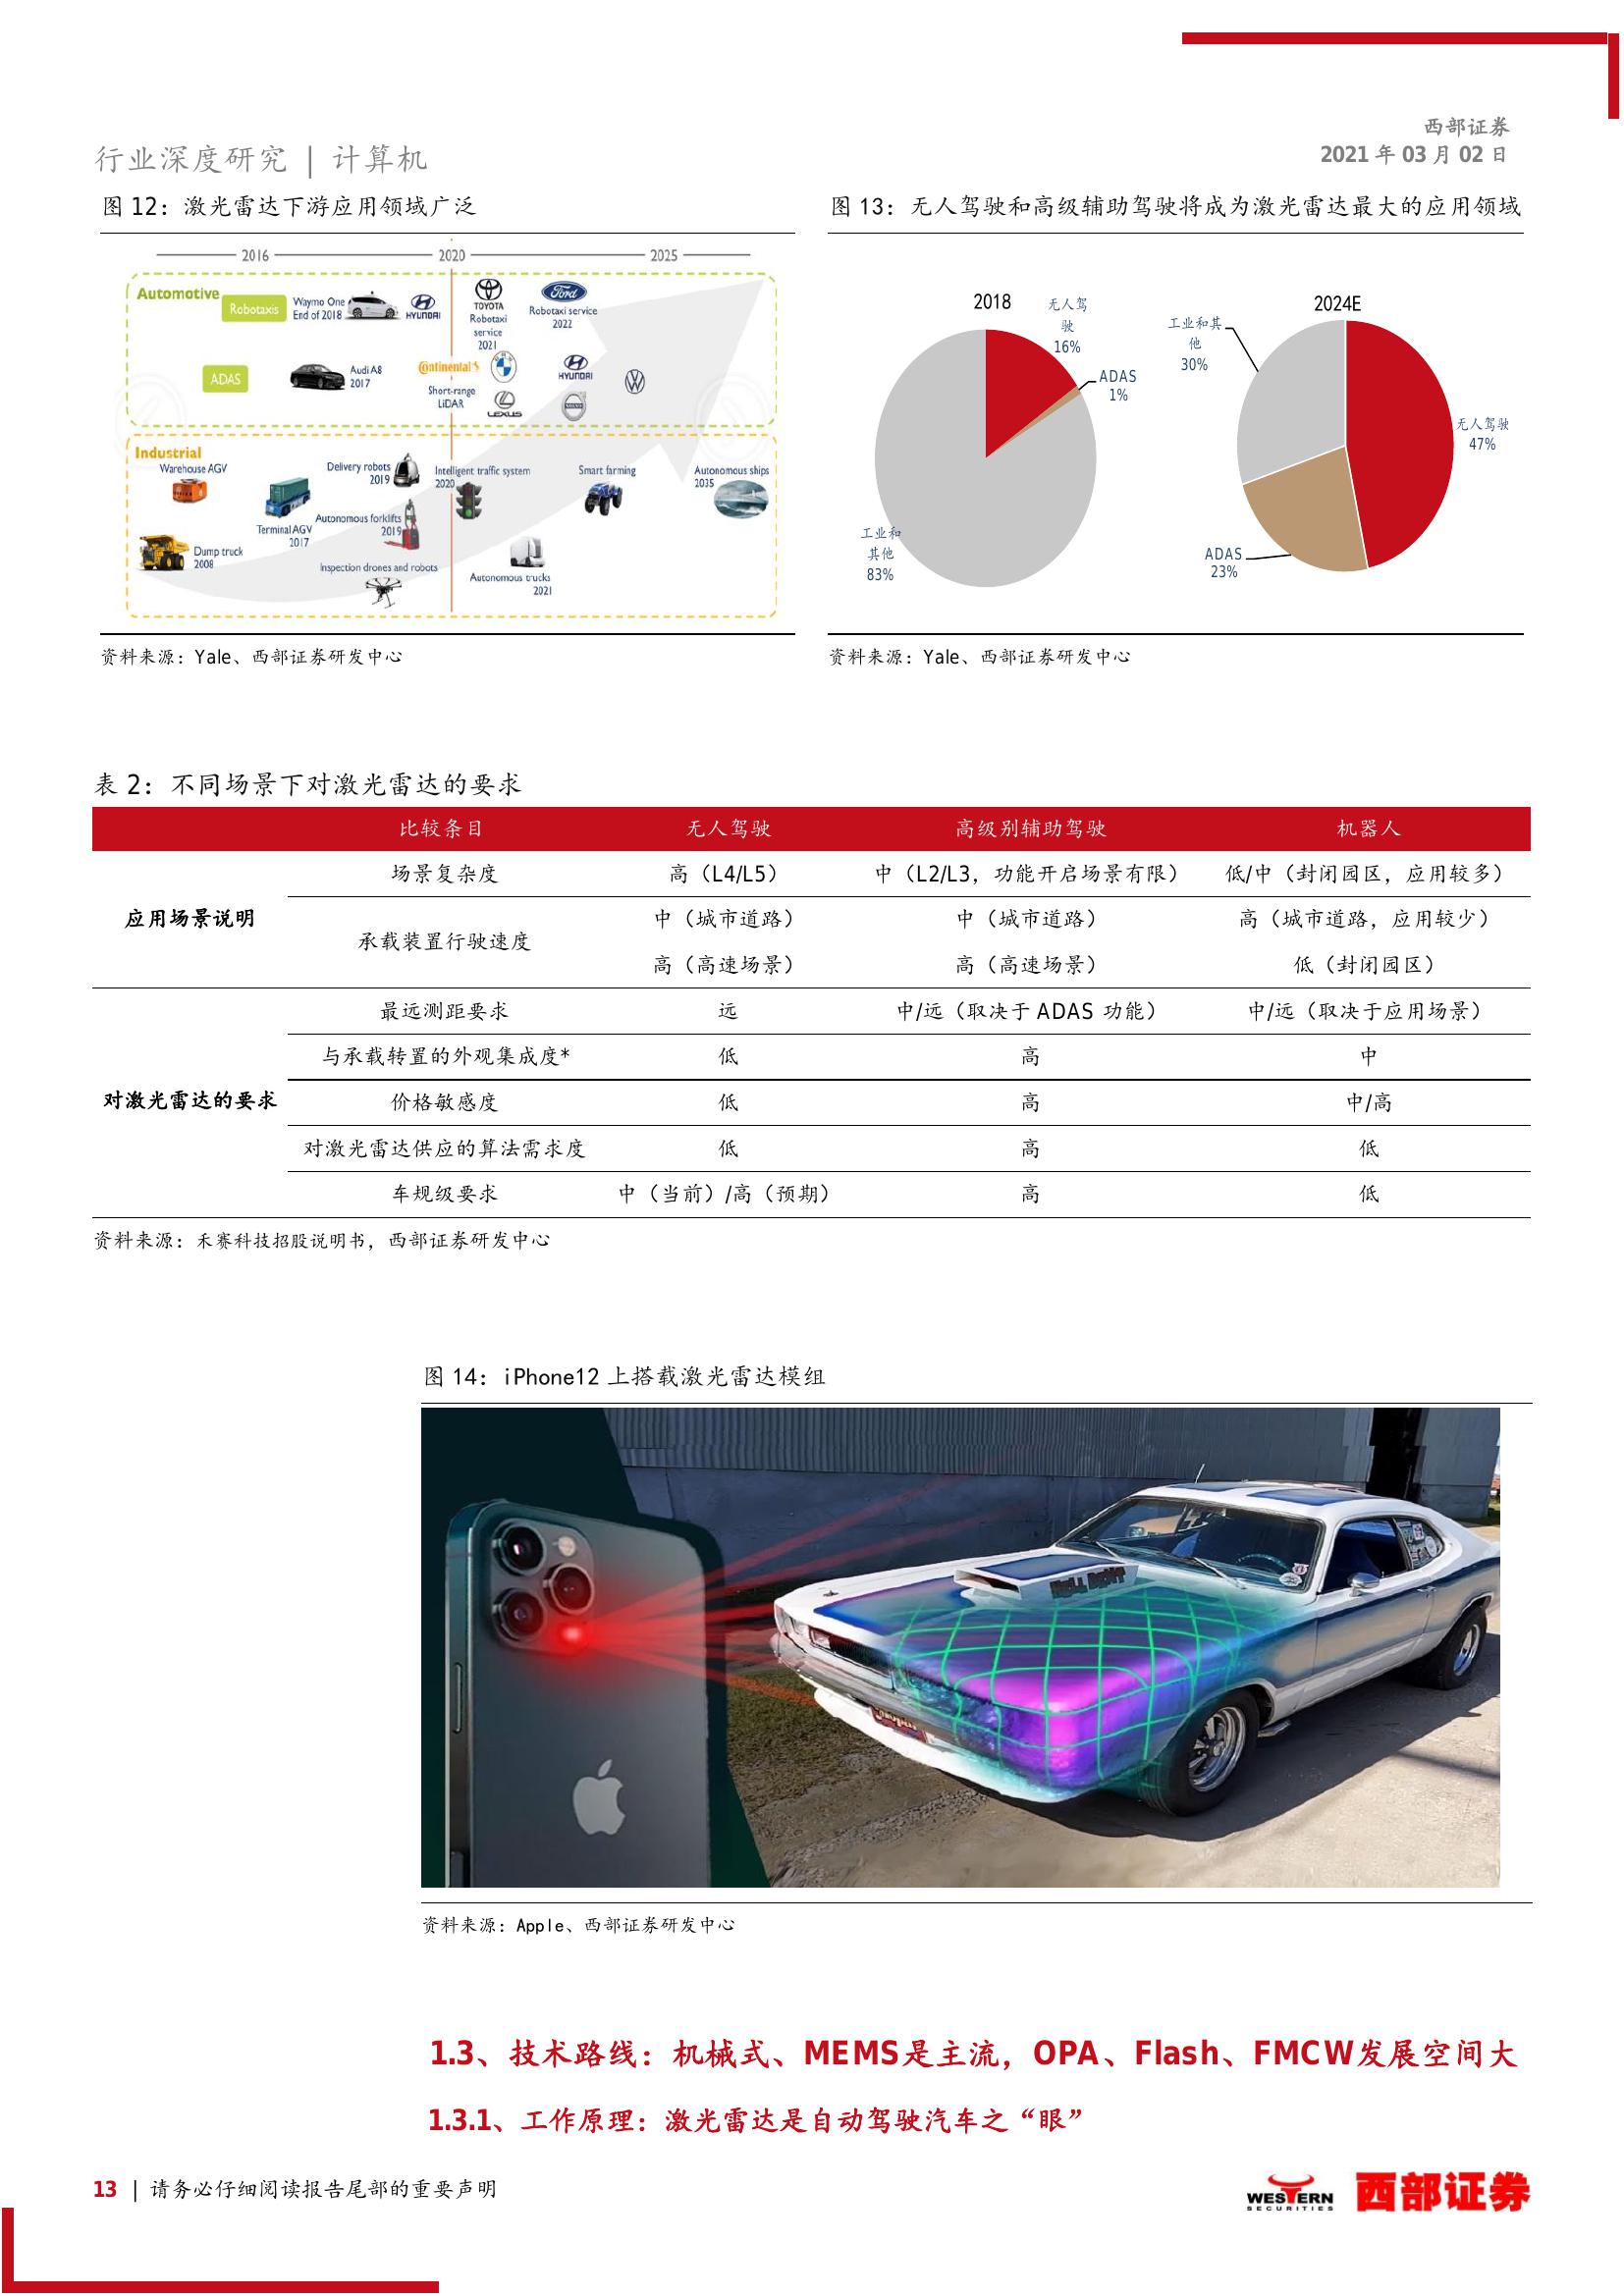 西部证券
2021 年 03 月 02 日
行业深度研究 | 计算机
图 12：激光雷达下游应用领域广泛
2016
2020
2025
Automotive
Robotaxis
Waymo One
End of 2018
HYUNDAI
TOYOTA
Robotaxi
service
2021
Ford
Robotaxi service
2022
ADAS
Audi A8
2017
Continental
Short-range
LiDAR
LEXUS
HYUNDAI
Industrial
Warehouse AGV
Delivery robots
2019
Intelligent traffic system
2020
Smart farming
Autonomous ships
2035
Terminal AGV
2017
Autonomous forklifts
2019
Dump truck
2008
Inspection drones and robots
Autonomous trucks
2021
资料来源：Yale、西部证券研发中心
图 13：无人驾驶和高级辅助驾驶将成为激光雷达最大的应用领域
2018
无人驾
驶
16%
ADAS
1%
工业和
其他
83%
2024E
工业和其
他
30%
无人驾驶
47%
ADAS
23%
资料来源：Yale、西部证券研发中心
表 2：不同场景下对激光雷达的要求
比较条目 无人驾驶 高级别辅助驾驶 机器人
应用场景说明
场景复杂度 高（L4/L5） 中（L2/L3，功能开启场景有限） 低/中（封闭园区，应用较多）
承载装置行驶速度
中（城市道路） 中（城市道路） 高（城市道路，应用较少）
高（高速场景） 高（高速场景） 低（封闭园区）
对激光雷达的要求
最远测距要求 远 中/远（取决于 ADAS 功能） 中/远（取决于应用场景）
与承载转置的外观集成度* 低 高 中
价格敏感度 低 高 中/高
对激光雷达供应的算法需求度 低 高 低
车规级要求 中（当前）/高（预期） 高 低
资料来源：禾赛科技招股说明书，西部证券研发中心
图 14：iPhone12 上搭载激光雷达模组
HELL BENT
资料来源：Apple、西部证券研发中心
1.3、技术路线：机械式、MEMS是主流，OPA、Flash、FMCW发展空间大
1.3.1、工作原理：激光雷达是自动驾驶汽车之“眼”
13 | 请务必仔细阅读报告尾部的重要声明
WESTERN
SECURITIES
西部证券